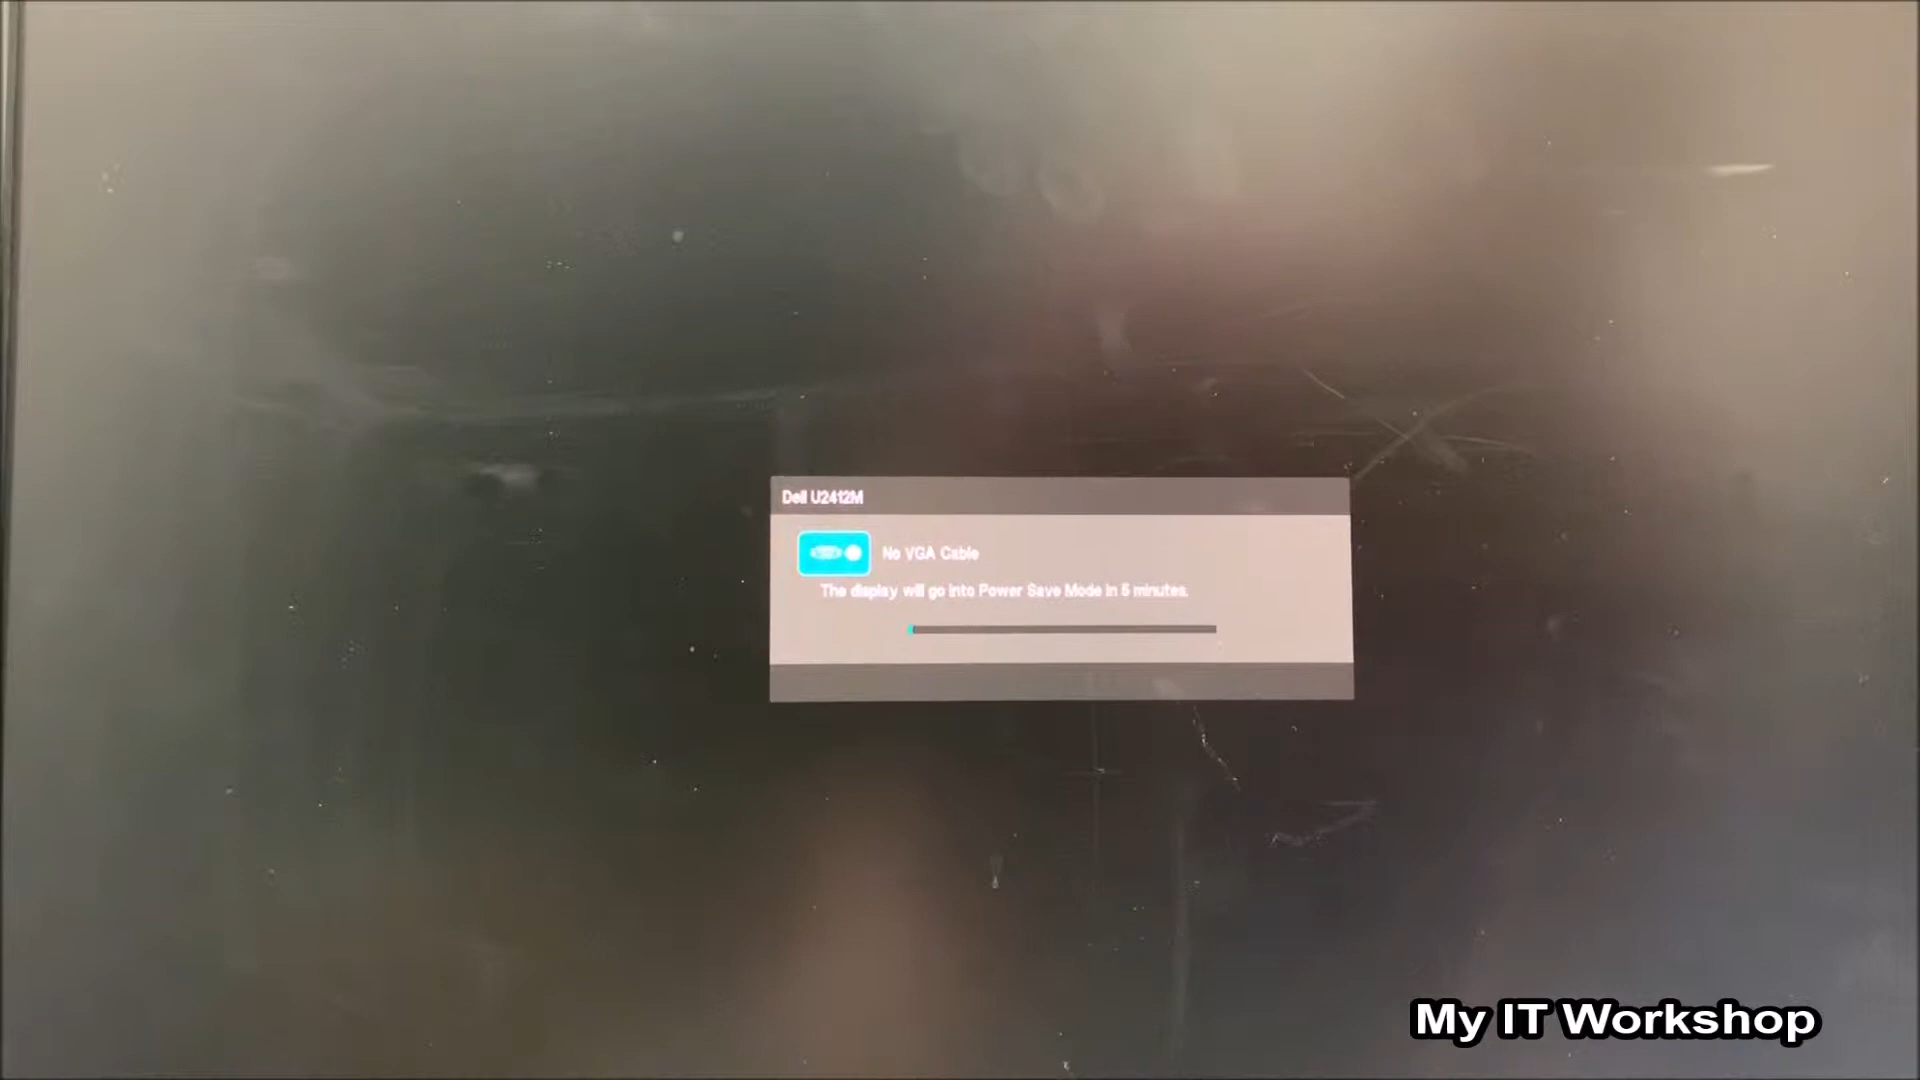 Dell U2412M
No VGA Cable
The display will go into Power Save Mode in 5 minutes.
My IT Workshop